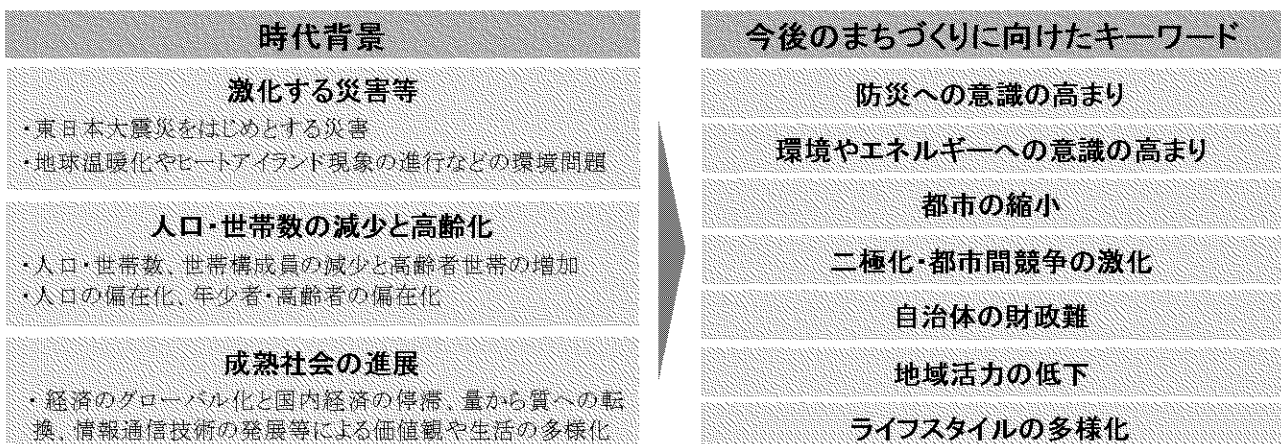 時代背景
激化する災害等
・東日本大震災をはじめとする災害
・地球温暖化やヒートアイランド現象の進行などの環境問題
人口・世帯数の減少と高齢化
・人口・世帯数、世帯構成員の減少と高齢者世帯の増加
・人口の偏在化、年少者・高齢者の偏在化
成熟社会の進展
・経済のグローバル化と国内経済の停滞、量から質への転
換、情報通信技術の発展等による価値観や生活の多様化
今後のまちづくりに向けたキーワード
防災への意識の高まり
環境やエネルギーへの意識の高まり
都市の縮小
二極化・都市間競争の激化
自治体の財政難
地域活力の低下
ライフスタイルの多様化